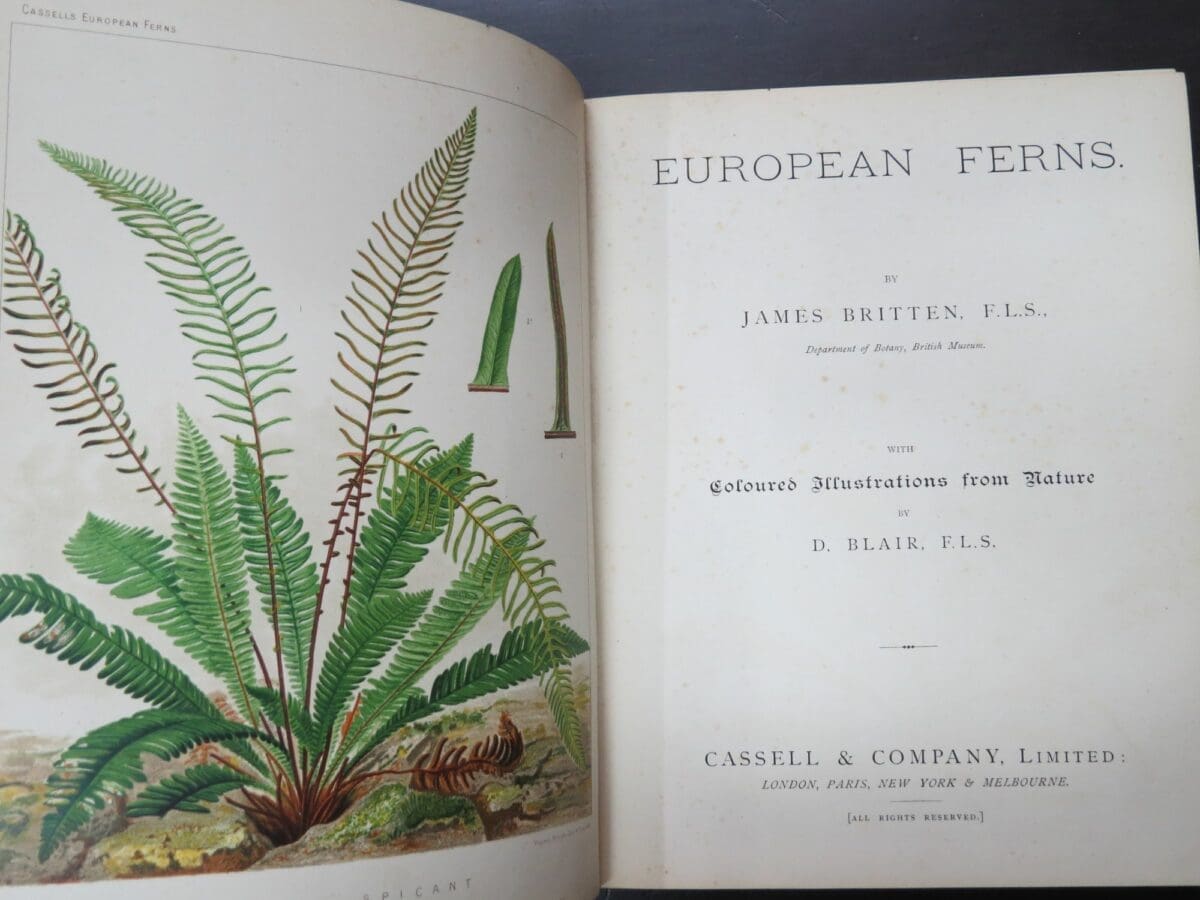 CASSELLS EUROPEAN FERNS
SPICANT
EUROPEAN FERNS.
BY
JAMES BRITTEN, F.L.S.,
Department of Botany, British Museum.
WITH
Coloured Illustrations from Nature
BY
D. BLAIR, F.L.S.
CASSELL & COMPANY, LIMITED:
LONDON, PARIS, NEW YORK & MELBOURNE.
[ALL RIGHTS RESERVED.]